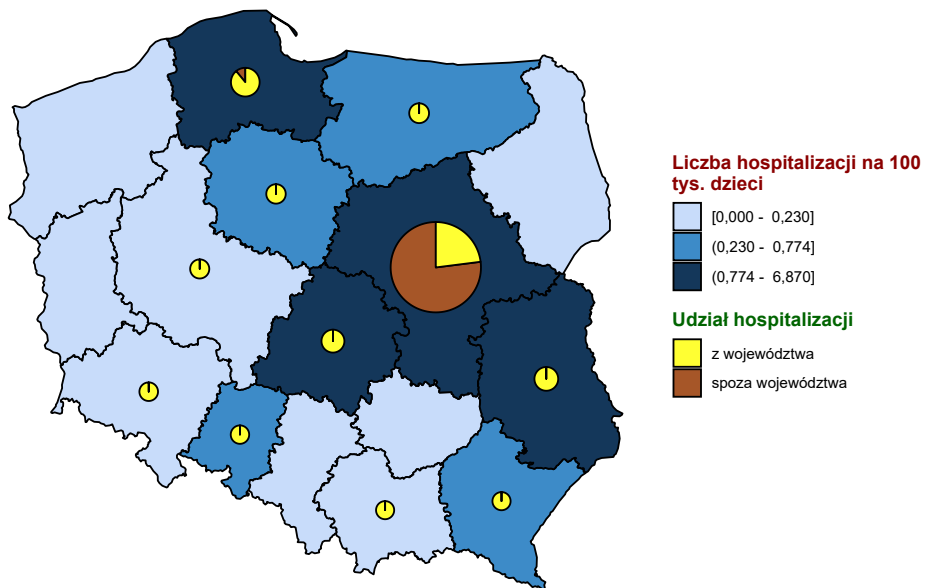 Liczba hospitalizacji na 100
tys. dzieci
[0,000 - 0,230]
(0,230 - 0,774]
(0,774 - 6,870]
Udział hospitalizacji
z województwa
spoza województwa